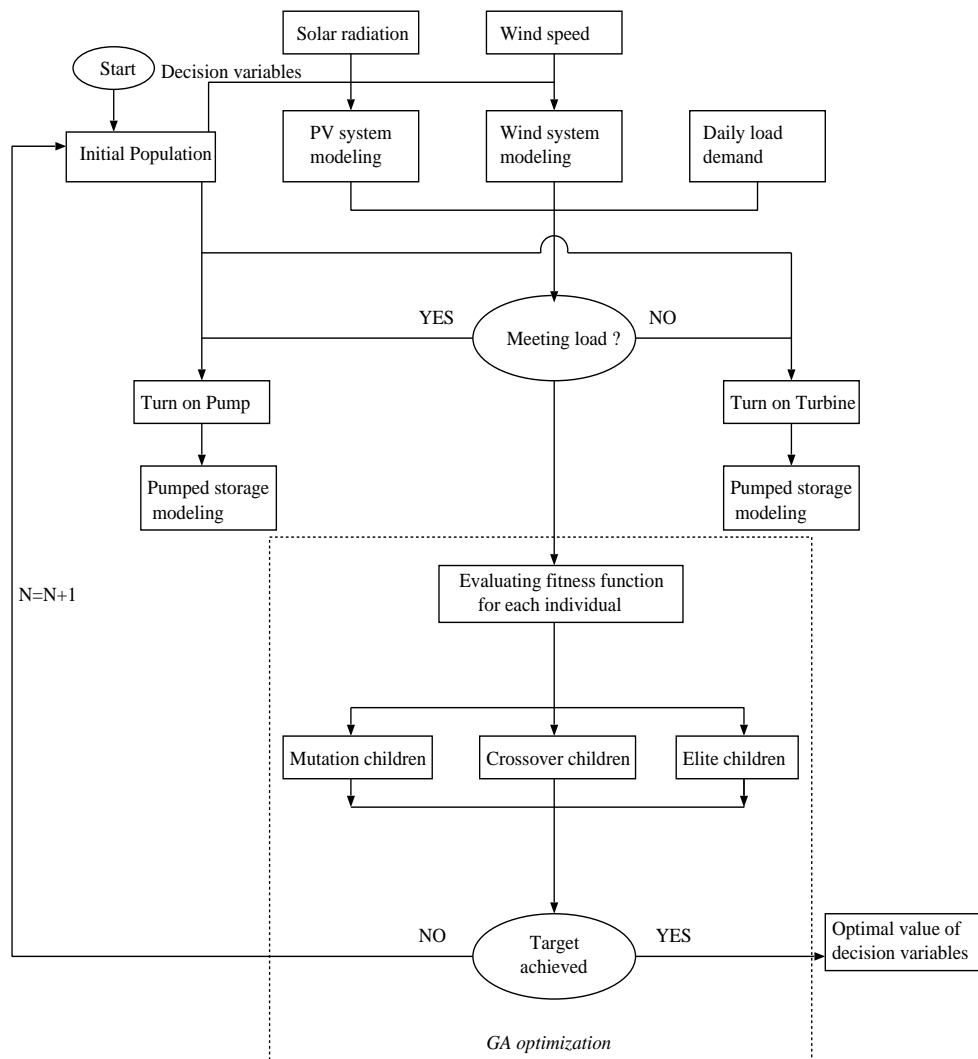 Solar radiation
Wind speed
Start
Decision variables
Initial Population
PV system
modeling
Wind system
modeling
Daily load
demand
YES
Meeting load ?
NO
Turn on Pump
Turn on Turbine
Pumped storage
modeling
Pumped storage
modeling
N=N+1
Evaluating fitness function
for each individual
Mutation children
Crossover children
Elite children
NO
Target
achieved
YES
Optimal value of
decision variables
GA optimization